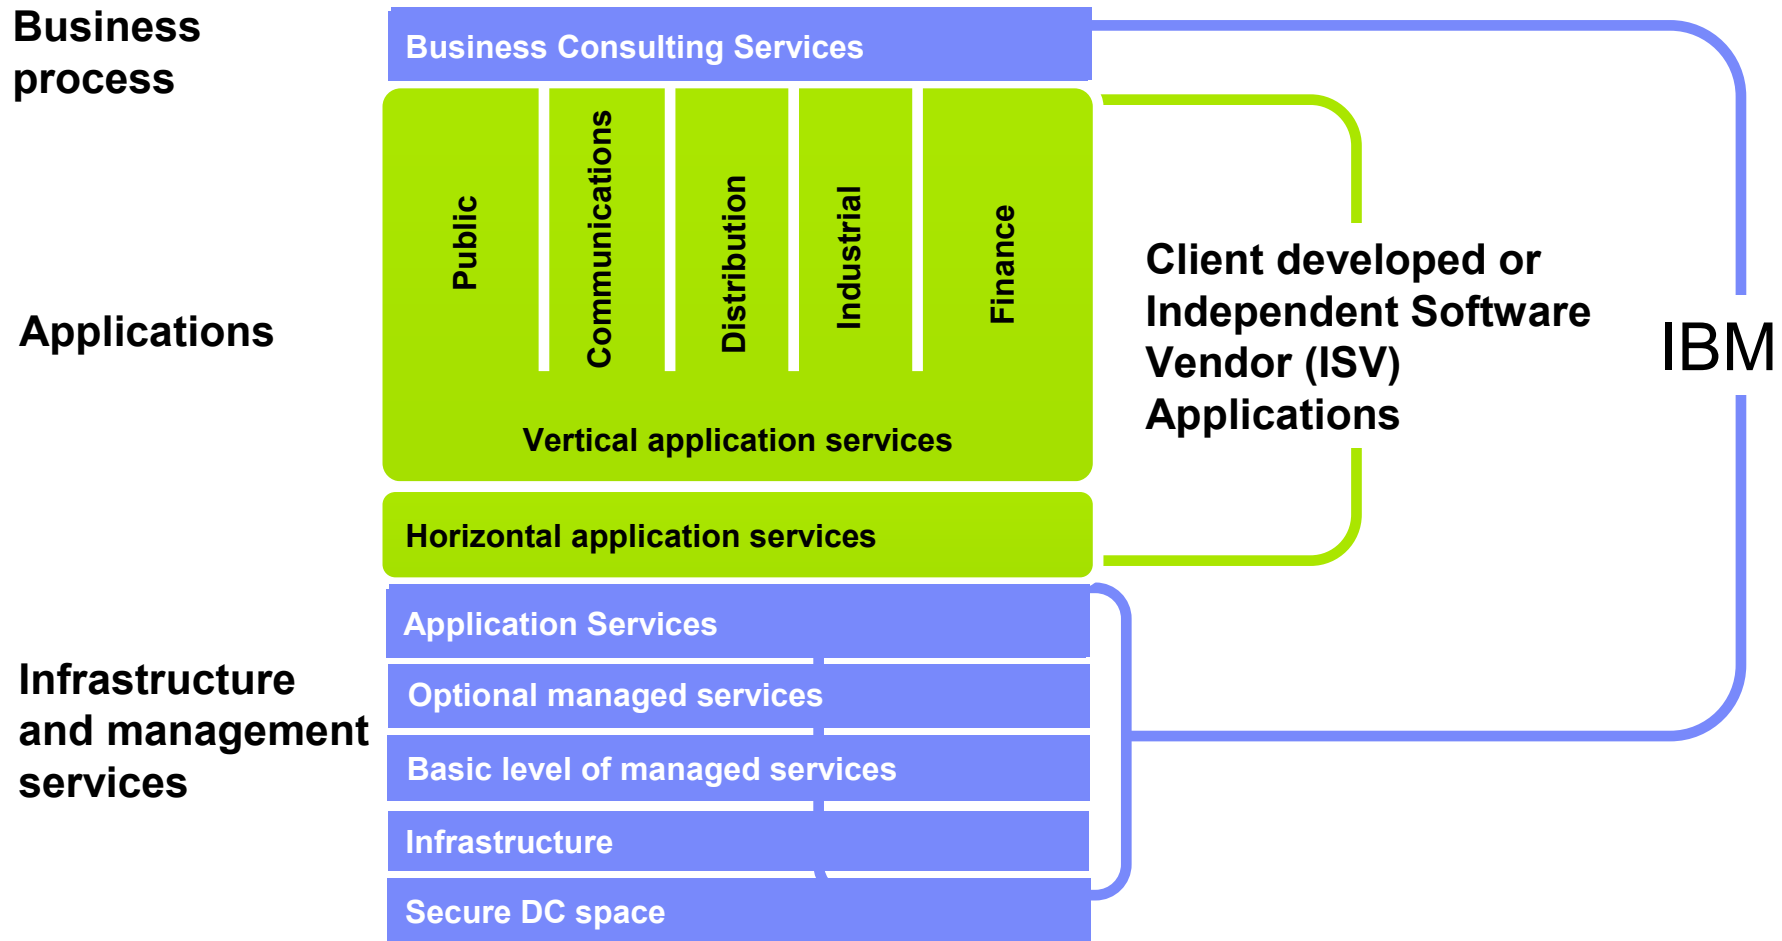 Business
process
Business Consulting Services
Public
Communications
Distribution
Industrial
Finance
Vertical application services
Applications
Client developed or
Independent Software
Vendor (ISV)
Applications
IBM
Horizontal application services
Infrastructure
and management
services
Application Services
Optional managed services
Basic level of managed services
Infrastructure
Secure DC space